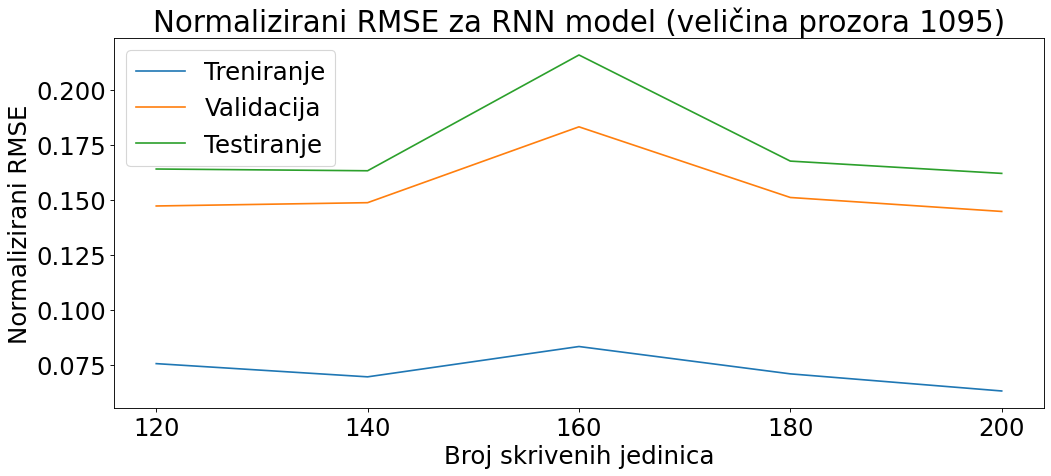 Normalizirani RMSE za RNN model (veličina prozora 1095)
Treniranje
Validacija
Testiranje
Normalizirani RMSE
0.200
0.175
0.150
0.125
0.100
0.075
120 140 160 180 200
Broj skrivenih jedinica